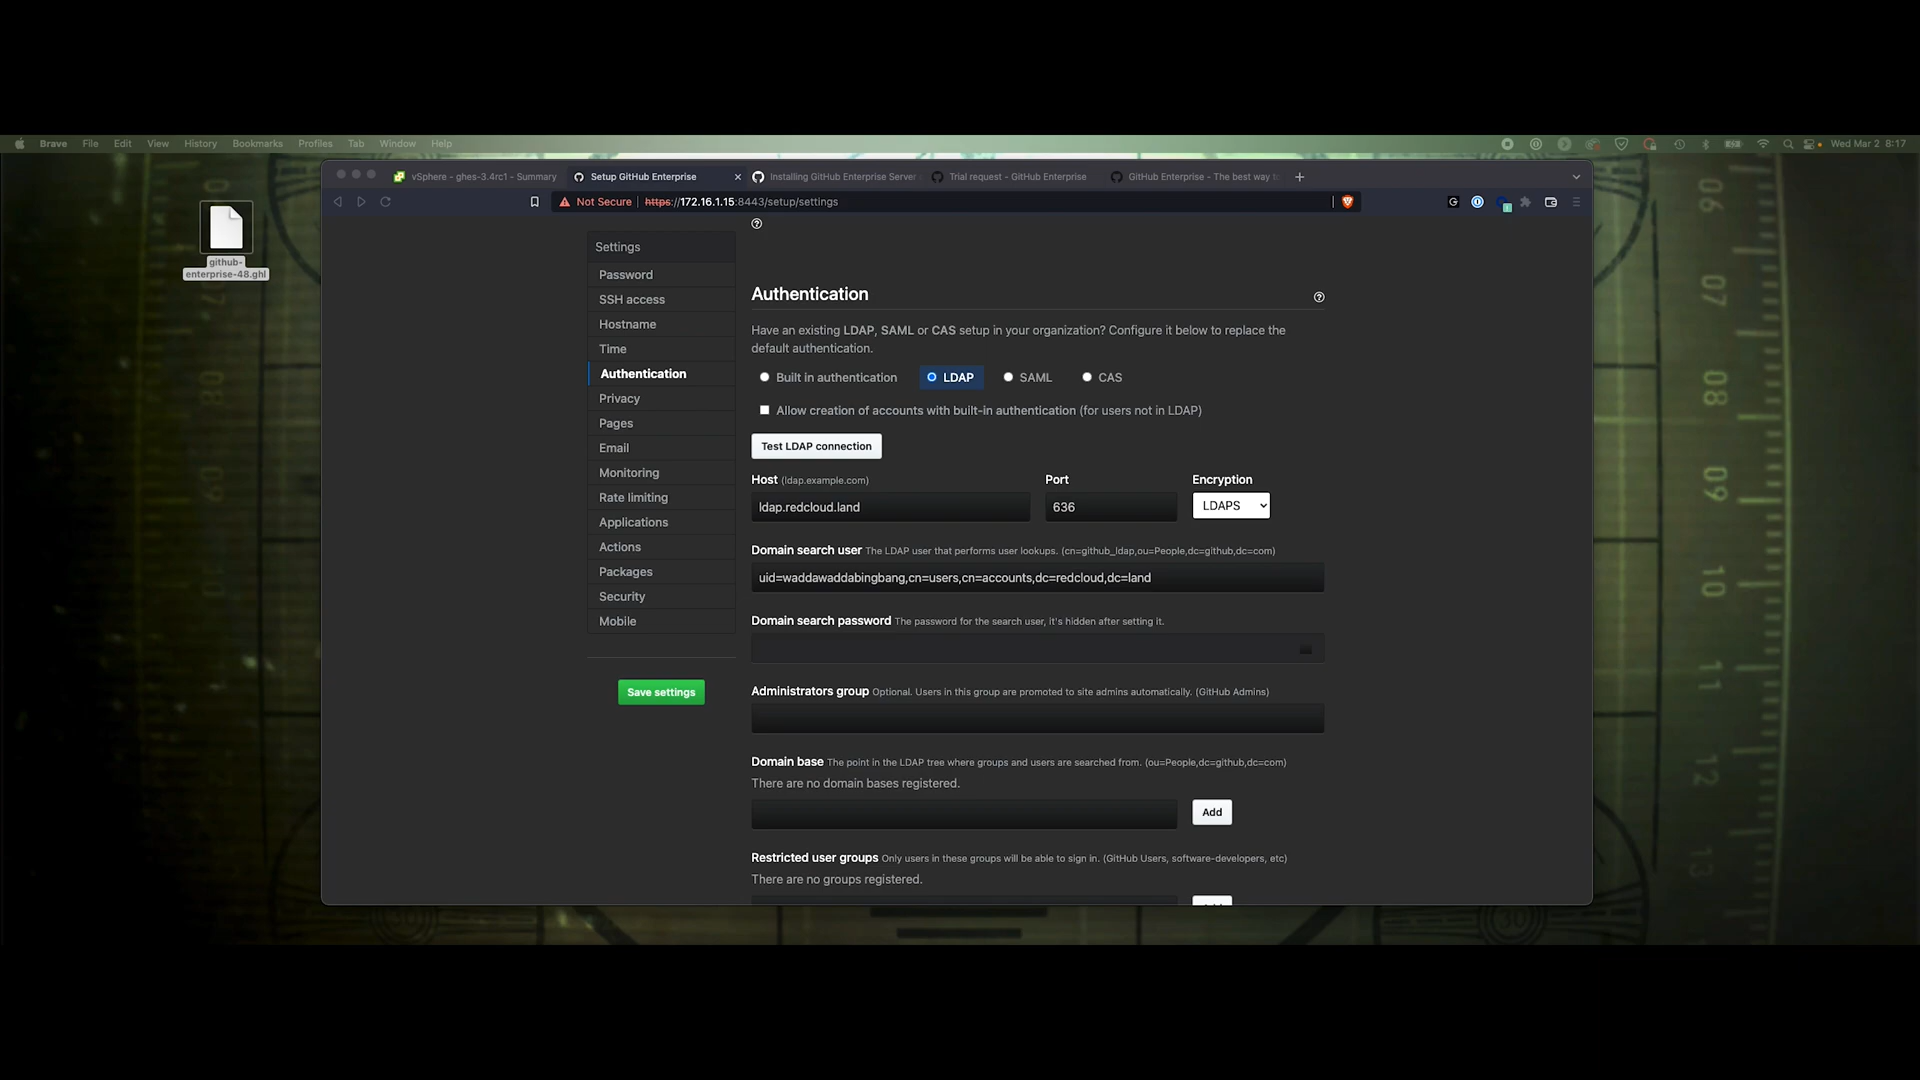 Brave File Edit View History Bookmarks Profiles Tab Window Help
Wed Mar 2 8:17
github-
enterprise-48.ghl
vSphere - ghes-3.4rc1 - Summary
Setup GitHub Enterprise
Installing GitHub Enterprise Server
Trial request - GitHub Enterprise
GitHub Enterprise - The best way to
Not Secure
https://172.16.1.15:8443/setup/settings
Settings
Password
SSH access
Hostname
Time
Authentication
Privacy
Pages
Email
Monitoring
Rate limiting
Applications
Actions
Packages
Security
Mobile
Save settings
Authentication
Have an existing LDAP, SAML or CAS setup in your organization? Configure it below to replace the
default authentication.
Built in authentication LDAP SAML CAS
Allow creation of accounts with built-in authentication (for users not in LDAP)
Test LDAP connection
Host (ldap.example.com) Port Encryption
ldap.redcloud.land 636 LDAPS
Domain search user The LDAP user that performs user lookups. (cn=github_ldap,ou=People,dc=github,dc=com)
uid=waddawaddabingbang,cn=users,cn=accounts,dc=redcloud,dc=land
Domain search password The password for the search user, it's hidden after setting it.
Administrators group Optional. Users in this group are promoted to site admins automatically. (GitHub Admins)
Domain base The point in the LDAP tree where groups and users are searched from. (ou=People,dc=github,dc=com)
There are no domain bases registered.
Add
Restricted user groups Only users in these groups will be able to sign in. (GitHub Users, software-developers, etc)
There are no groups registered.
06
07
08
09
10
11
12
13